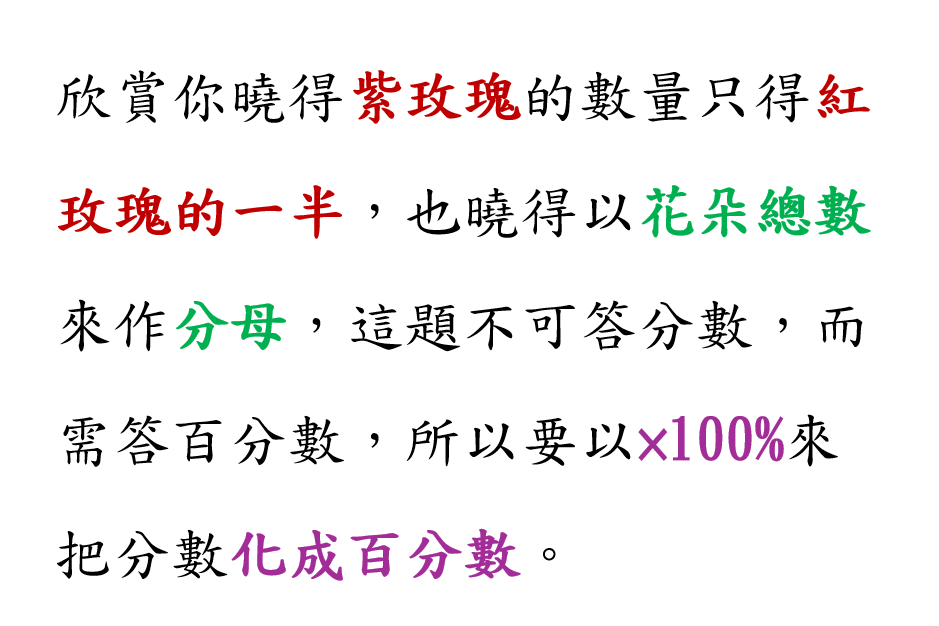 欣賞你曉得紫玫瑰的數量只得紅
玫瑰的一半，也曉得以花朵總數
來作分母，這題不可答分數，而
需答百分數，所以要以×100%來
把分數化成百分數。